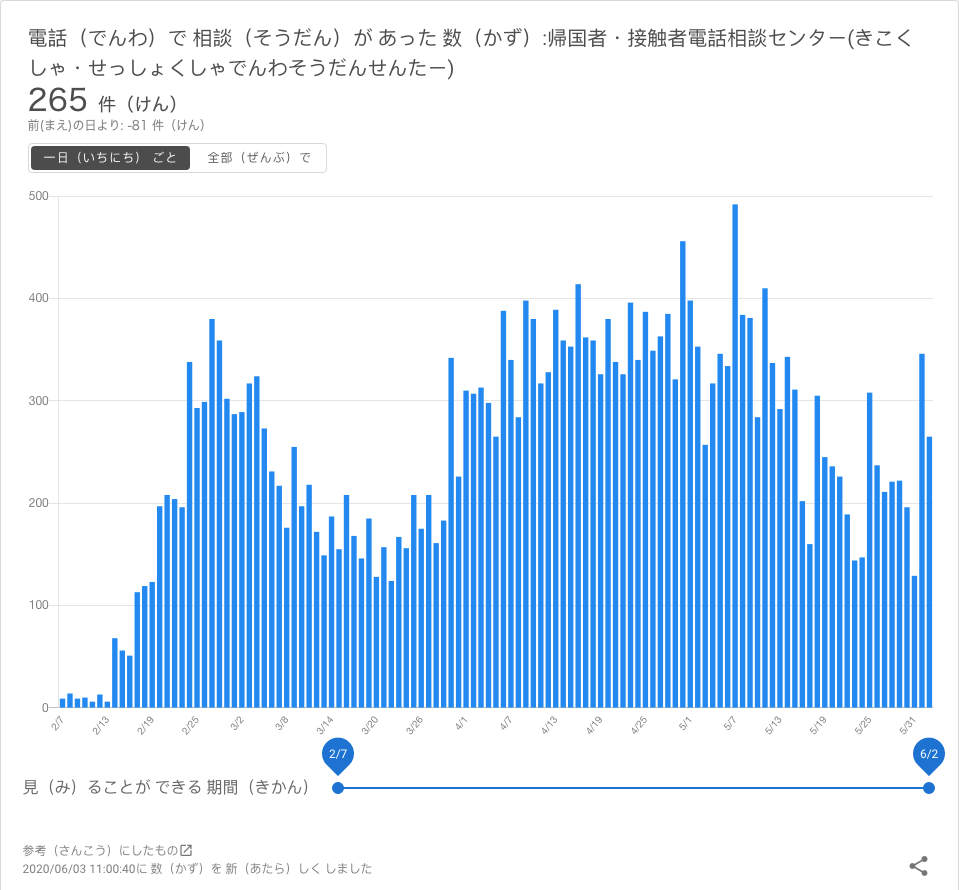 電話（でんわ）で 相談（そうだん）が あった 数（かず）:帰国者・接触者電話相談センター(きこく
しゃ・せっしょくしゃでんわそうだんせんたー)
265 件（けん）
前(まえ)の日より: -81 件（けん）
一日（いちにち） ごと 全部（ぜんぶ）で
500
400
300
200
100
0
2/7 2/13 2/19 2/25 3/2 3/8 3/14 3/20 3/26 4/1 4/7 4/13 4/19 4/25 5/1 5/7 5/13 5/19 5/25 5/31
2/7 6/2
見（み）ることが できる 期間（きかん）
参考（さんこう）にしたもの
2020/06/03 11:00:40に 数（かず）を 新（あたら）しく しました